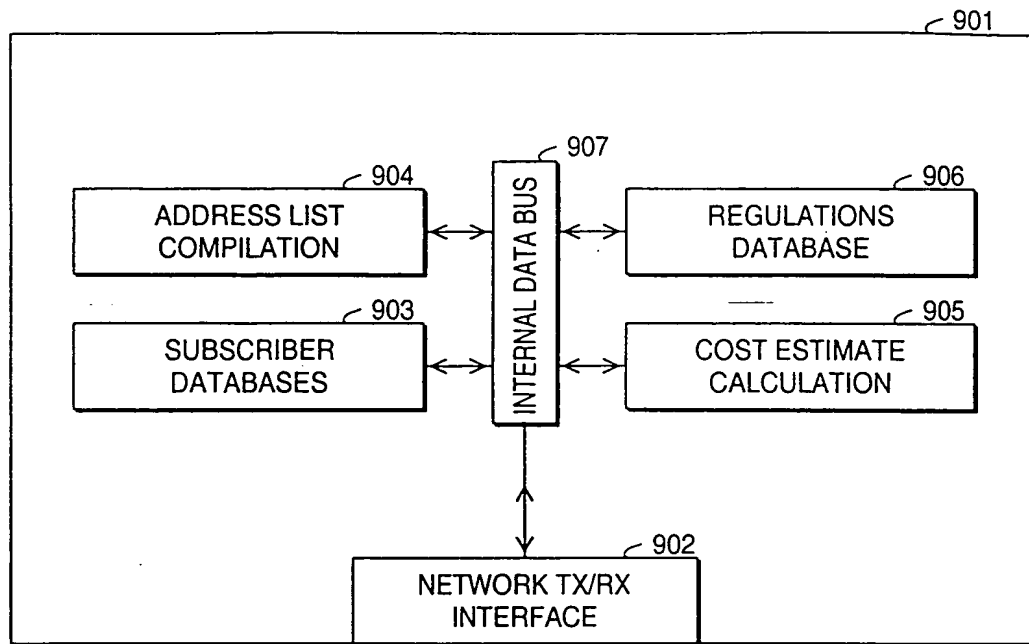 901
907
904
ADDRESS LIST
COMPILATION
906
REGULATIONS
DATABASE
INTERNAL DATA BUS
903
SUBSCRIBER
DATABASES
905
COST ESTIMATE
CALCULATION
902
NETWORK TX/RX
INTERFACE